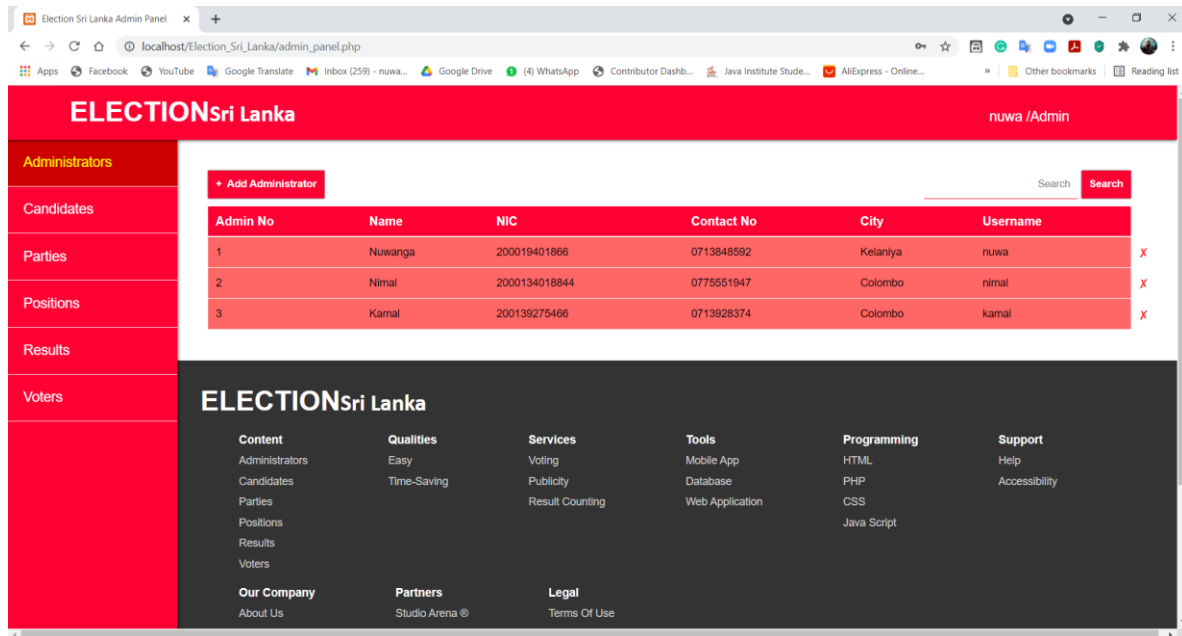 Election Sri Lanka Admin Panel
localhost/Election_Sri_Lanka/admin_panel.php
Apps Facebook YouTube Google Translate Inbox (259) - nuwa... Google Drive (4) WhatsApp Contributor Dashb... Java Institute Stude... AliExpress - Online... » Other bookmarks Reading list
ELECTIONSri Lanka nuwa /Admin
Administrators
Candidates
Parties
Positions
Results
Voters
+ Add Administrator Search Search
Admin No Name NIC Contact No City Username
1 Nuwanga 200019401866 0713848592 Kelaniya nuwa X
2 Nimal 2000134018844 0775551947 Colombo nimal X
3 Kamal 200139275466 0713928374 Colombo kamal X
ELECTIONSri Lanka
Content Qualities Services Tools Programming Support
Administrators Easy Voting Mobile App HTML Help
Candidates Time-Saving Publicity Database PHP Accessibility
Parties Result Counting Web Application CSS
Positions Java Script
Results
Voters
Our Company Partners Legal
About Us Studio Arena ® Terms Of Use